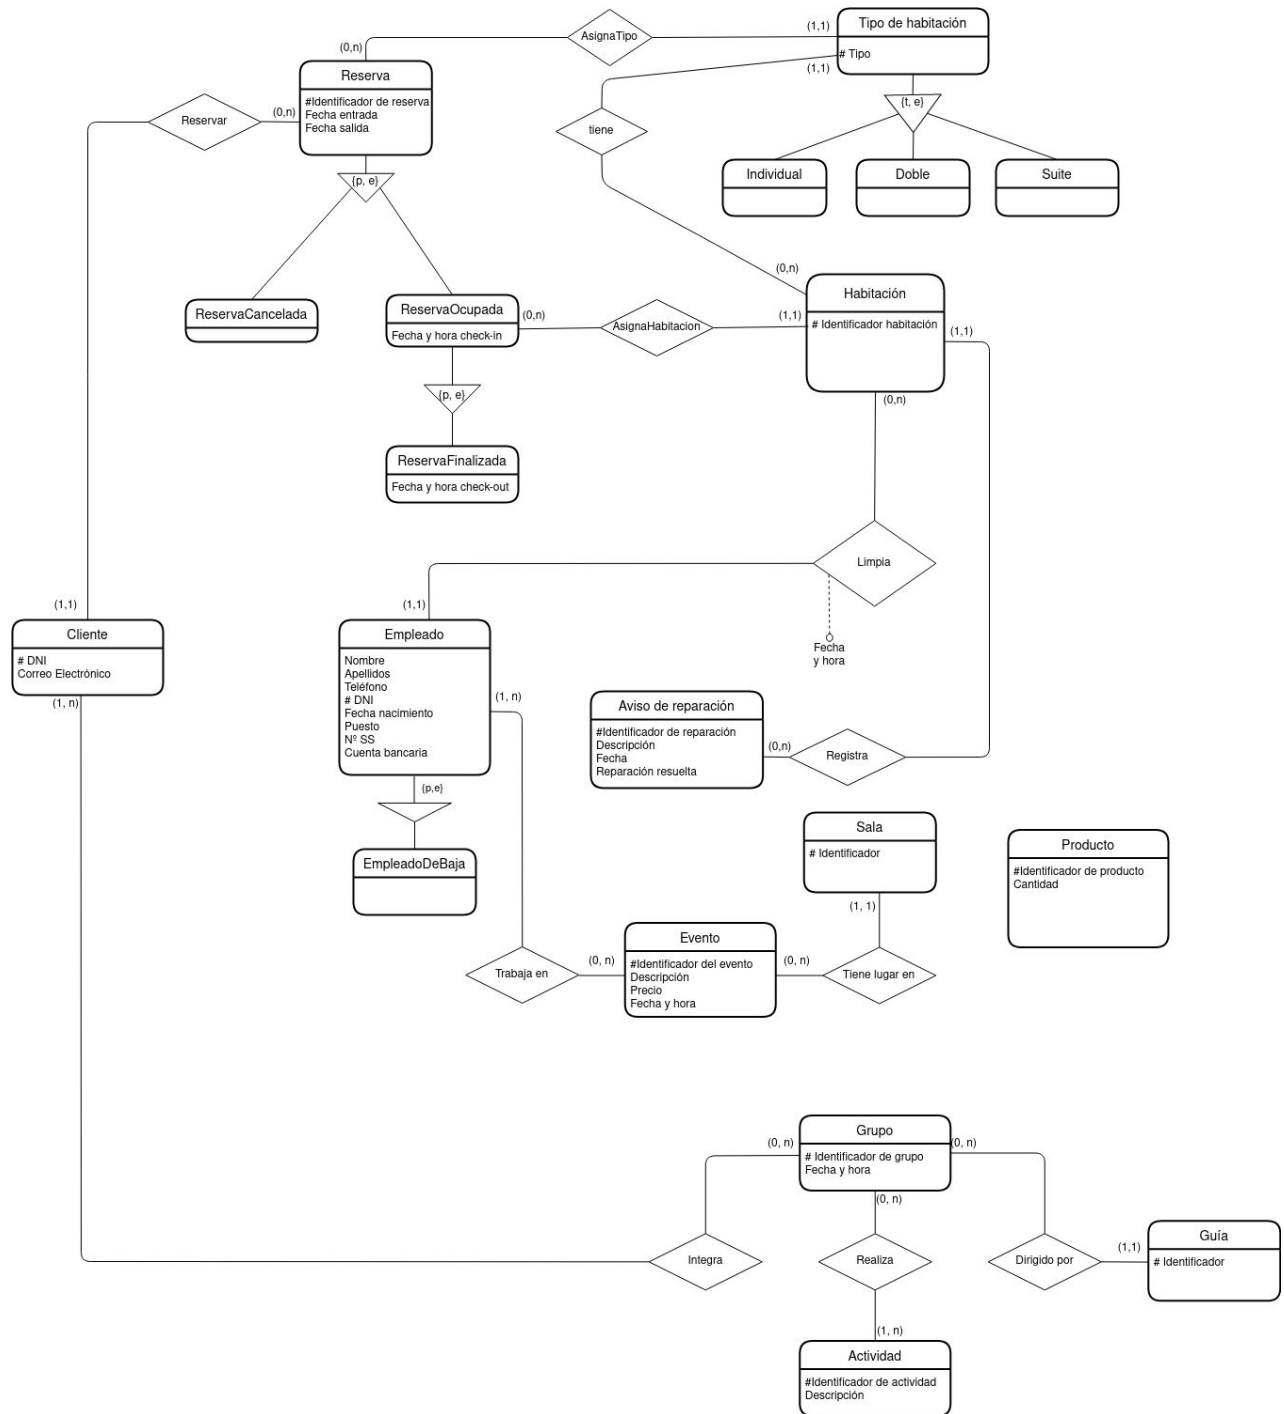 AsignaTipo
(1,1)
Tipo de habitación
# Tipo
(1,1)
(0,n)
Reserva
#Identificador de reserva
Fecha entrada
Fecha salida
Reservar
(0,n)
{t, e}
tiene
{p, e}
Individual
Doble
Suite
(0,n)
Habitación
# Identificador habitación
ReservaCancelada
ReservaOcupada
Fecha y hora check-in
(0,n)
AsignaHabitacion
(1,1)
(1,1)
{p, e}
(0,n)
ReservaFinalizada
Fecha y hora check-out
Limpia
(1,1)
(1,1)
Fecha
y hora
Cliente
# DNI
Correo Electrónico
(1, n)
Empleado
Nombre
Apellidos
Teléfono
# DNI
Fecha nacimiento
Puesto
Nº SS
Cuenta bancaria
(1, n)
Aviso de reparación
#Identificador de reparación
Descripción
Fecha
Reparación resuelta
(0,n)
Registra
{p,e}
EmpleadoDeBaja
Sala
# Identificador
Producto
#Identificador de producto
Cantidad
(1, 1)
Trabaja en
(0, n)
Evento
#Identificador del evento
Descripción
Precio
Fecha y hora
(0, n)
Tiene lugar en
(0, n)
Grupo
# Identificador de grupo
Fecha y hora
(0, n)
(0, n)
Integra
Realiza
Dirigido por
(1,1)
Guía
# Identificador
(1, n)
Actividad
#Identificador de actividad
Descripción